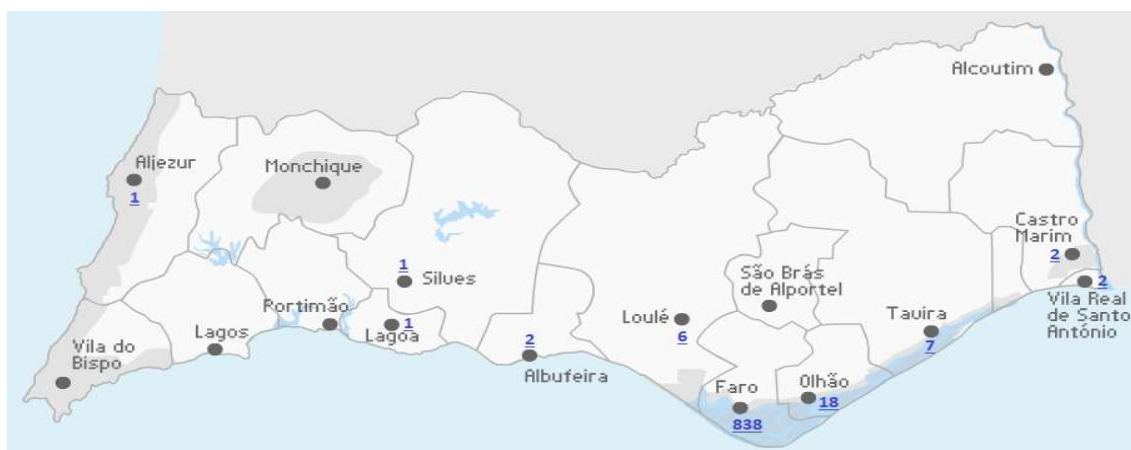 Alcoutim
Aljezur
1
Monchique
Castro
Marim
2
1
Silves
São Brás
de Alportel
2
Vila Real
de Santo
António
Portimão
Lagos
1
Lagoa
Loulé
6
Tavira
7
Vila do
Bispo
2
Albufeira
Faro
838
Olhão
18